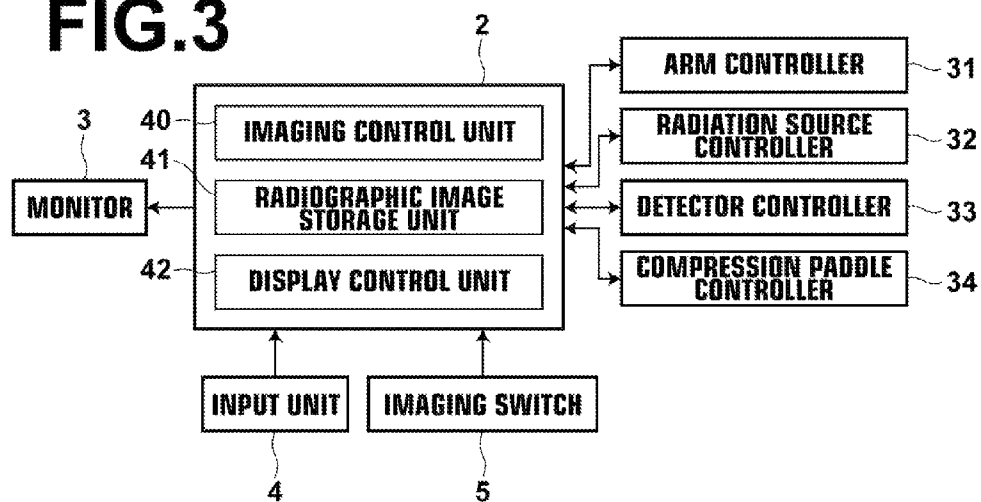 FIG.3
2
ARM CONTROLLER
31
3
40
IMAGING CONTROL UNIT
RADIATION SOURCE
CONTROLLER
32
MONITOR
41
RADIOGRAPHIC IMAGE
STORAGE UNIT
DETECTOR CONTROLLER
33
42
DISPLAY CONTROL UNIT
COMPRESSION PADDLE
CONTROLLER
34
INPUT UNIT
IMAGING SWITCH
4
5